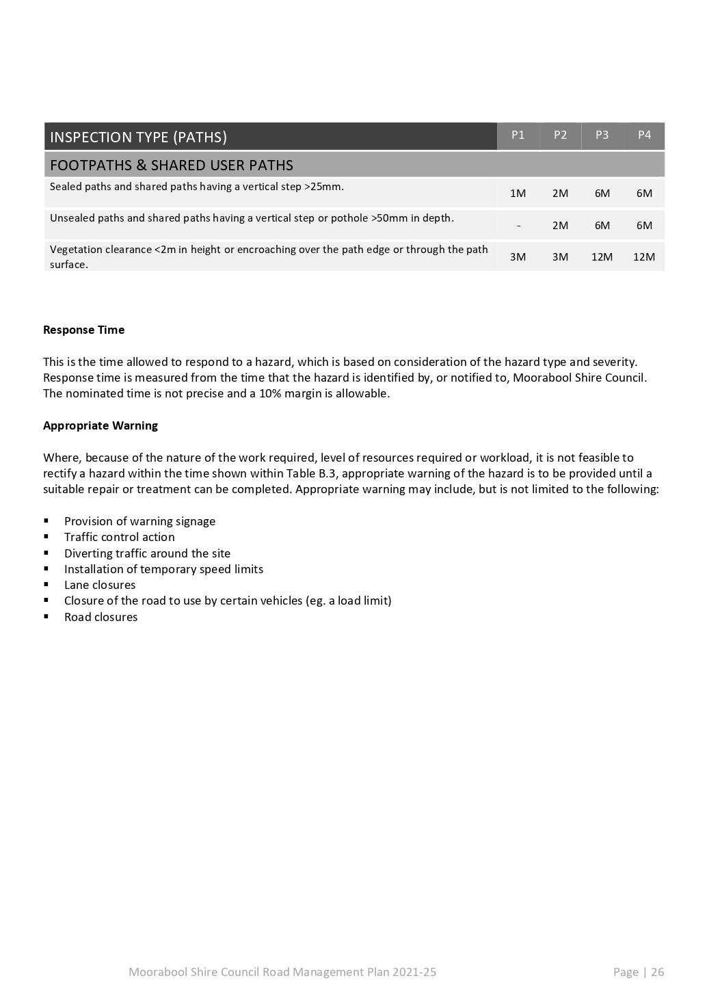 INSPECTION TYPE (PATHS) P1 P2 P3 P4
FOOTPATHS & SHARED USER PATHS
Sealed paths and shared paths having a vertical step >25mm. 1M 2M 6M 6M
Unsealed paths and shared paths having a vertical step or pothole >50mm in depth. - 2M 6M 6M
Vegetation clearance <2m in height or encroaching over the path edge or through the path
surface. 3M 3M 12M 12M
Response Time
This is the time allowed to respond to a hazard, which is based on consideration of the hazard type and severity.
Response time is measured from the time that the hazard is identified by, or notified to, Moorabool Shire Council.
The nominated time is not precise and a 10% margin is allowable.
Appropriate Warning
Where, because of the nature of the work required, level of resources required or workload, it is not feasible to
rectify a hazard within the time shown within Table B.3, appropriate warning of the hazard is to be provided until a
suitable repair or treatment can be completed. Appropriate warning may include, but is not limited to the following:
▪ Provision of warning signage
▪ Traffic control action
▪ Diverting traffic around the site
▪ Installation of temporary speed limits
▪ Lane closures
▪ Closure of the road to use by certain vehicles (eg. a load limit)
▪ Road closures
Moorabool Shire Council Road Management Plan 2021-25 Page | 26